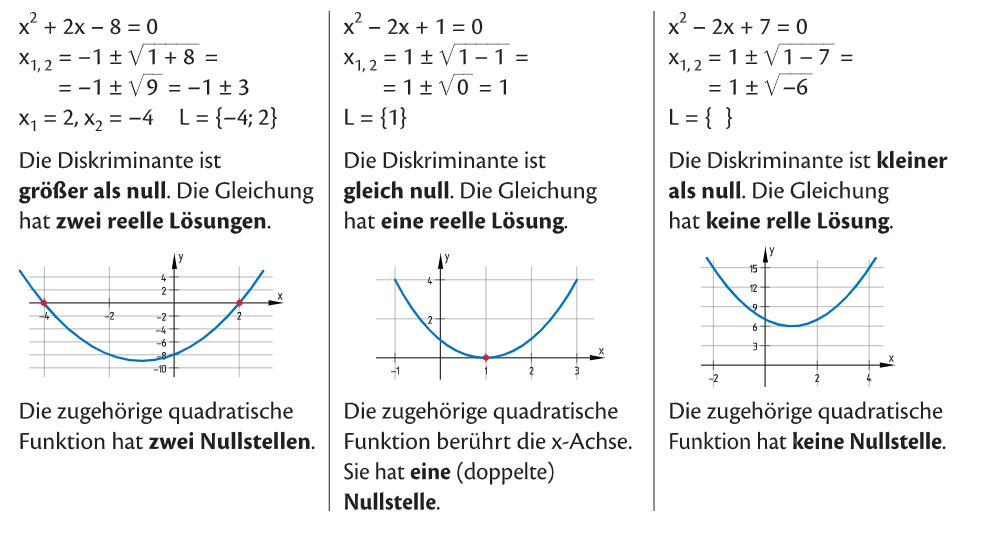 x² + 2x – 8 = 0
x₁,₂ = –1 ± √1 + 8 =
= –1 ± √9 = –1 ± 3
x₁ = 2, x₂ = –4 L = {–4; 2}
Die Diskriminante ist
größer als null. Die Gleichung
hat zwei reelle Lösungen.
y
4
2
x
-4
-2
2
-2
-4
-6
-8
-10
Die zugehörige quadratische
Funktion hat zwei Nullstellen.
x² – 2x + 1 = 0
x₁,₂ = 1 ± √1 – 1 =
= 1 ± √0 = 1
L = {1}
Die Diskriminante ist
gleich null. Die Gleichung
hat eine reelle Lösung.
y
4
2
x
-1
1
2
3
Die zugehörige quadratische
Funktion berührt die x-Achse.
Sie hat eine (doppelte)
Nullstelle.
x² – 2x + 7 = 0
x₁,₂ = 1 ± √1 – 7 =
= 1 ± √–6
L = { }
Die Diskriminante ist kleiner
als null. Die Gleichung
hat keine relle Lösung.
y
15
12
9
6
3
x
-2
2
4
Die zugehörige quadratische
Funktion hat keine Nullstelle.